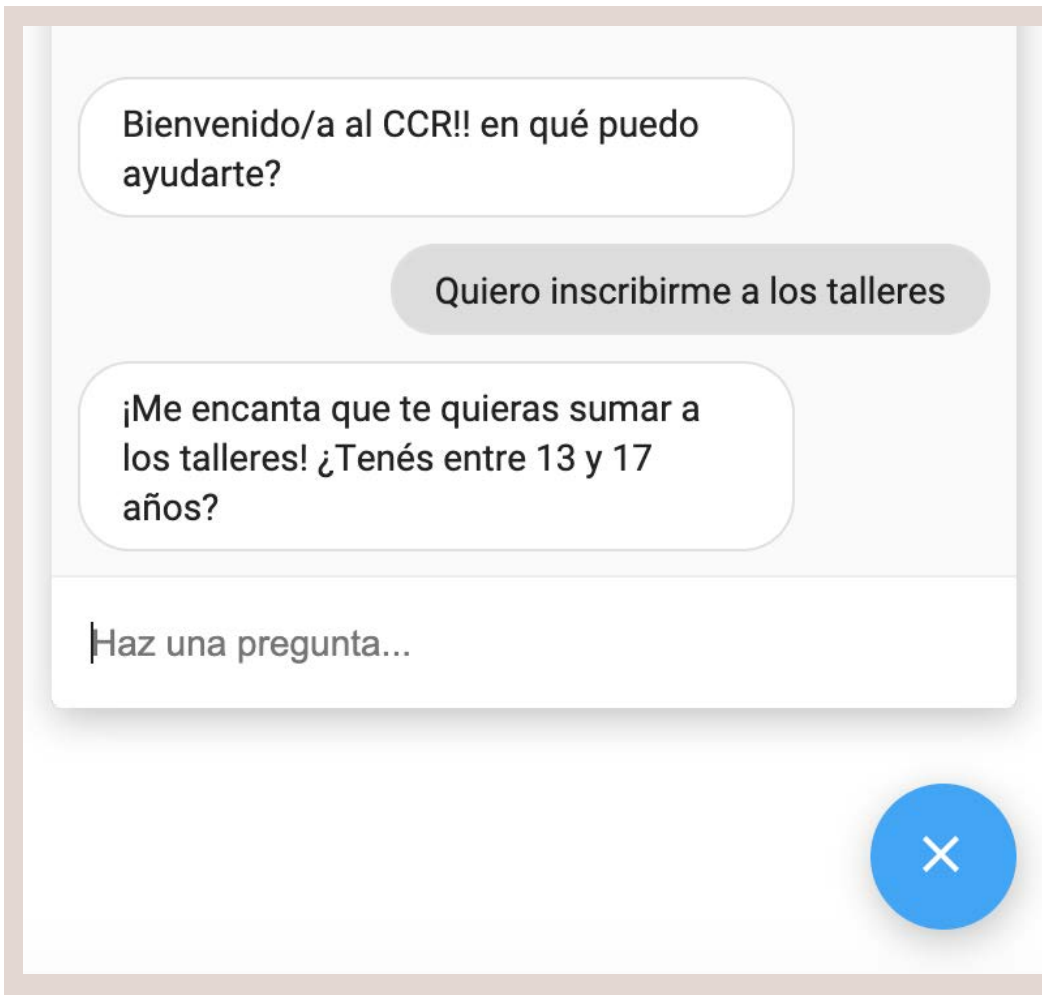 Bienvenido/a al CCR!! en qué puedo
ayudarte?
Quiero inscribirme a los talleres
¡Me encanta que te quieras sumar a
los talleres! ¿Tenés entre 13 y 17
años?
Haz una pregunta...